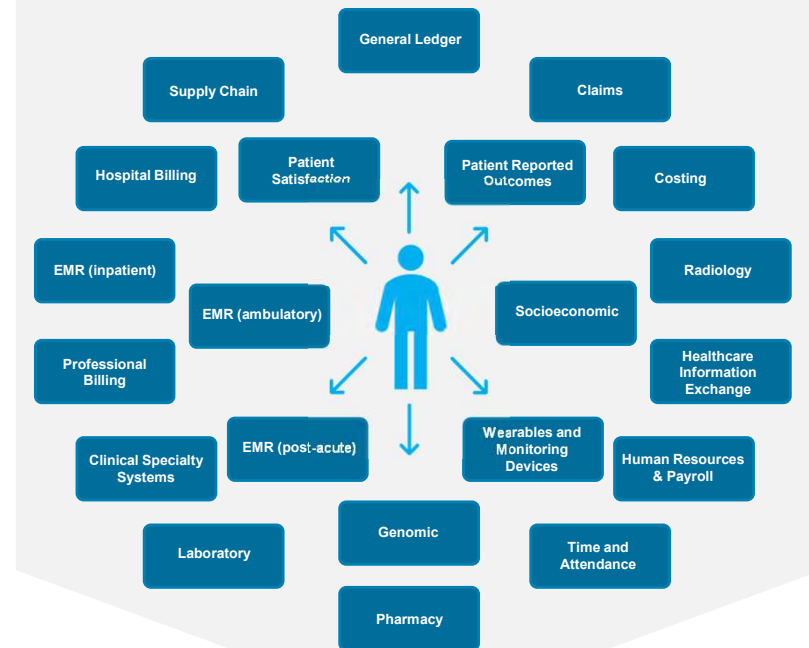 General Ledger
Supply Chain
Claims
Patient
Satisfaction
Patient Reported
Outcomes
Hospital Billing
Costing
EMR (inpatient)
Radiology
EMR (ambulatory)
Socioeconomic
Professional
Billing
Healthcare
Information
Exchange
EMR (post-acute)
Wearables and
Monitoring
Devices
Clinical Specialty
Systems
Human Resources
& Payroll
Genomic
Laboratory
Time and
Attendance
Pharmacy